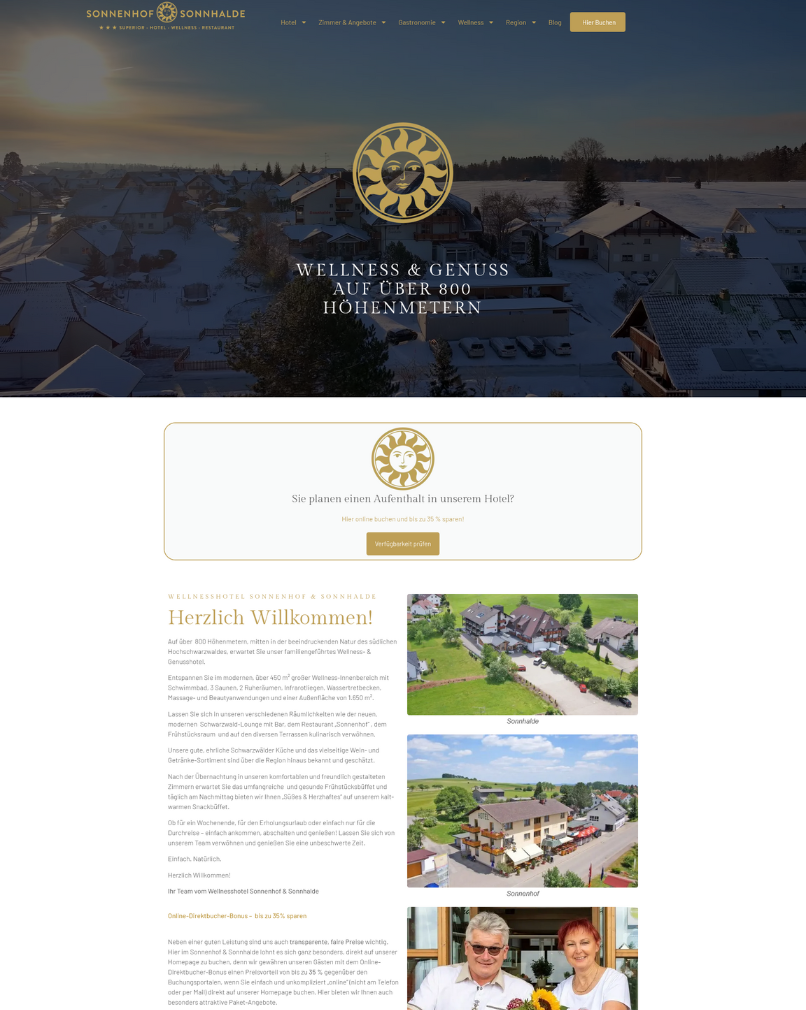 SONNENHOF SONNHALDE
★ ★ ★ SUPERIOR - HOTEL - WELLNESS - RESTAURANT
Hotel Zimmer & Angebote Gastronomie Wellness Region Blog Hier Buchen
WELLNESS & GENUSS
AUF ÜBER 800
HÖHENMETERN
Sie planen einen Aufenthalt in unserem Hotel?
Hier online buchen und bis zu 35 % sparen!
Verfügbarkeit prüfen
WELLNESSHOTEL SONNENHOF & SONNHALDE
Herzlich Willkommen!
Auf über 800 Höhenmetern, mitten in der beeindruckenden Natur des südlichen
Hochschwarzwaldes, erwartet Sie unser familiengeführtes Wellness- &
Genusshotel.
Entspannen Sie im modernen, über 450 m² großer Wellness-Innenbereich mit
Schwimmbad, 3 Saunen, 2 Ruheräumen, Infrarotliegen, Wassertretbecken,
Massage- und Beautyanwendungen und einer Außenfläche von 1.650 m².
Lassen Sie sich in unseren verschiedenen Räumlichkeiten wie der neuen,
modernen Schwarzwald-Lounge mit Bar, dem Restaurant „Sonnenhof“ , dem
Frühstücksraum und auf den diversen Terrassen kulinarisch verwöhnen.
Unsere gute, ehrliche Schwarzwälder Küche und das vielseitige Wein- und
Getränke-Sortiment sind über die Region hinaus bekannt und geschätzt.
Nach der Übernachtung in unseren komfortablen und freundlich gestalteten
Zimmern erwartet Sie das umfangreiche und gesunde Frühstücksbüffet und
täglich am Nachmittag bieten wir Ihnen „Süßes & Herzhaftes“ auf unserem kalt-
warmen Snackbüffet.
Ob für ein Wochenende, für den Erholungsurlaub oder einfach nur für die
Durchreise – einfach ankommen, abschalten und genießen! Lassen Sie sich von
unserem Team verwöhnen und genießen Sie eine unbeschwerte Zeit.
Einfach. Natürlich.
Herzlich Willkommen!
Ihr Team vom Wellnesshotel Sonnenhof & Sonnhalde
Online-Direktbucher-Bonus – bis zu 35% sparen
Neben einer guten Leistung sind uns auch transparente, faire Preise wichtig.
Hier im Sonnenhof & Sonnhalde lohnt es sich ganz besonders, direkt auf unserer
Homepage zu buchen, denn wir gewähren unseren Gästen mit dem Online-
Direktbucher-Bonus einen Preisvorteil von bis zu 35 % gegenüber den
Buchungsportalen, wenn Sie einfach und unkompliziert „online“ (nicht am Telefon
oder per Mail) direkt auf unserer Homepage buchen. Hier bieten wir Ihnen auch
besonders attraktive Paket-Angebote.
Sonnhalde
Sonnenhof